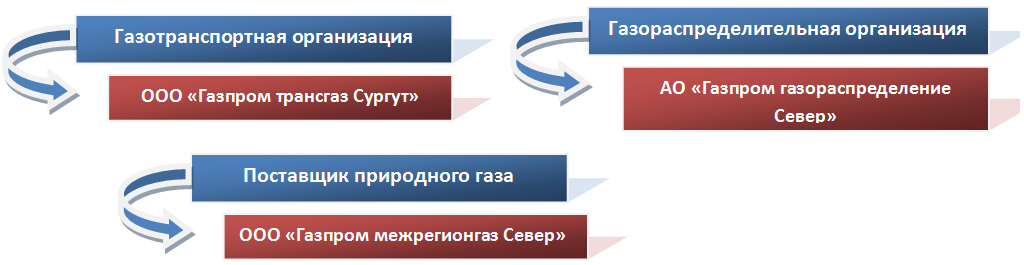 Газотранспортная организация
ООО «Газпром трансгаз Сургут»
Газораспределительная организация
АО «Газпром газораспределение
Север»
Поставщик природного газа
ООО «Газпром межрегионгаз Север»